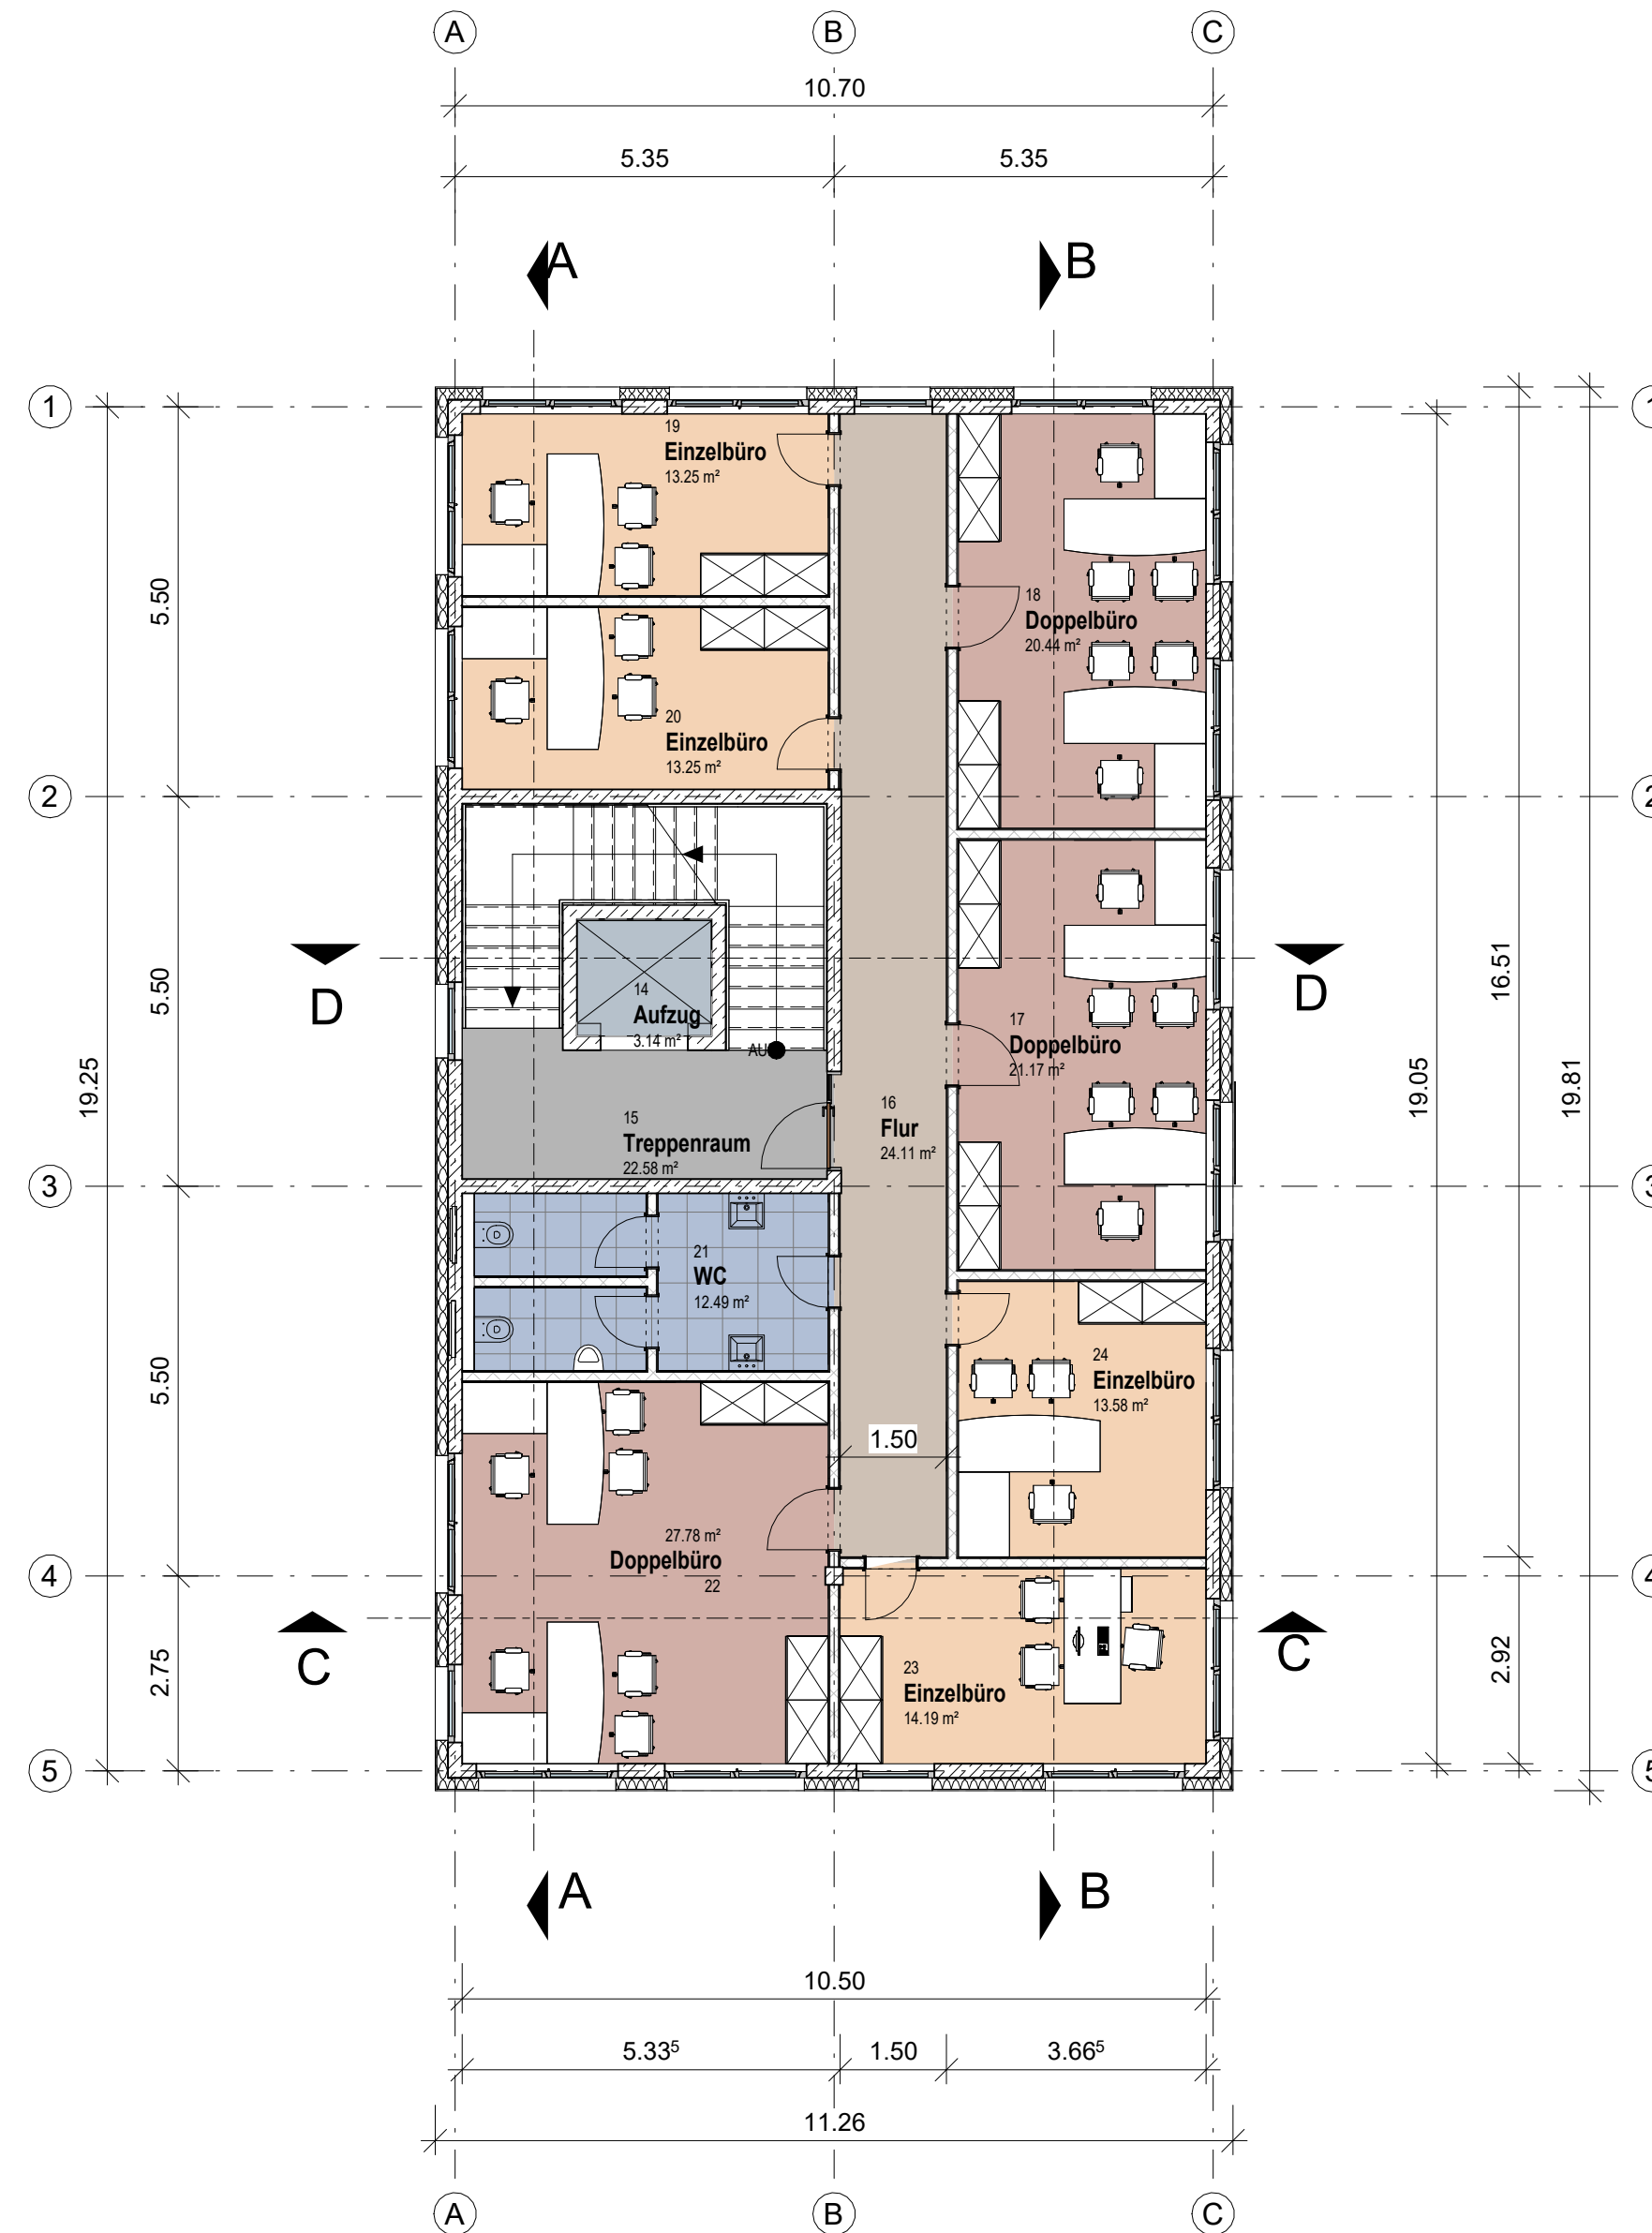 A B C
10.70
5.35 5.35
A B
1 1
19
Einzelbüro
13.25 m²
5.50
18
Doppelbüro
20.44 m²
20
Einzelbüro
13.25 m²
2 2
D D
5.50
16.51
14
Aufzug
3.14 m²
AU
17
Doppelbüro
21.17 m²
19.25
19.05
19.81
16
Flur
24.11 m²
15
Treppenraum
22.58 m²
3 3
21
WC
12.49 m²
5.50
24
Einzelbüro
13.58 m²
1.50
27.78 m²
Doppelbüro
22
4 4
C C
2.75
2.92
23
Einzelbüro
14.19 m²
5 5
A B
10.50
5.33⁵ 1.50 3.66⁵
11.26
A B C